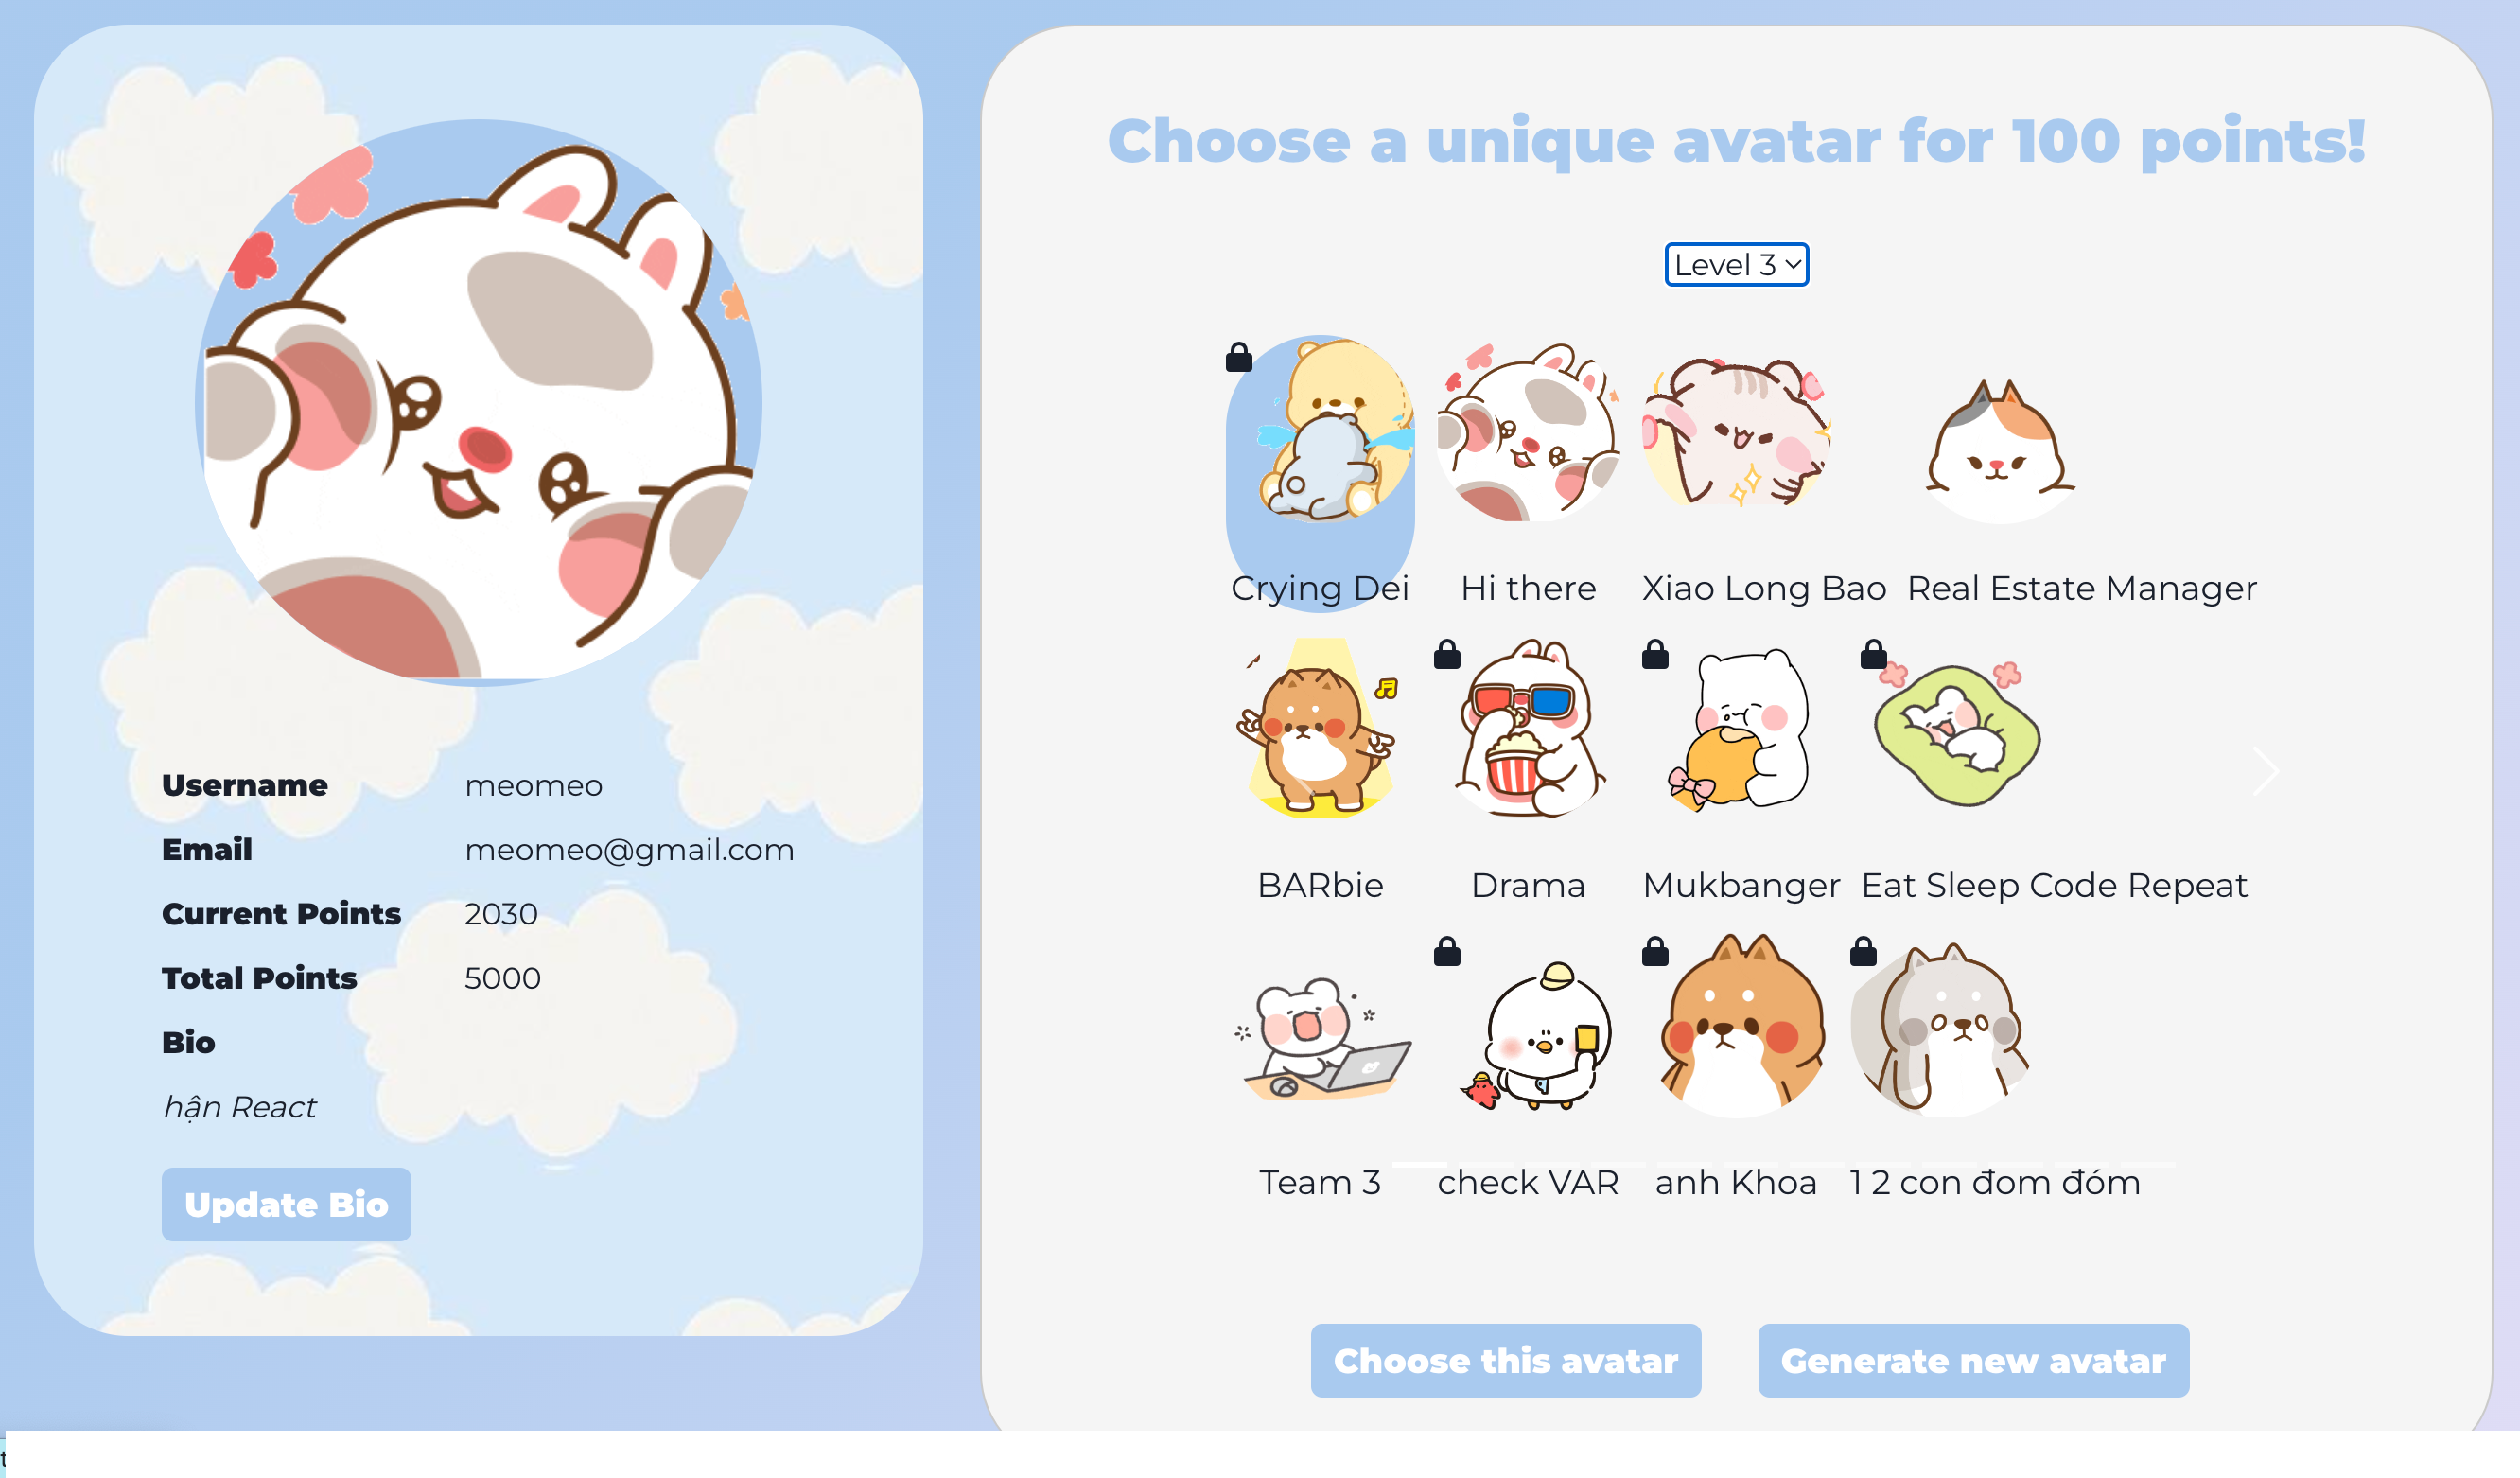 Choose a unique avatar for 100 points!
Level 3
Crying Dei
Hi there
Xiao Long Bao
Real Estate Manager
BARbie
Drama
Mukbanger
Eat Sleep Code Repeat
Team 3
check VAR
anh Khoa
1 2 con đom đóm
Choose this avatar
Generate new avatar
Username meomeo
Email meomeo@gmail.com
Current Points 2030
Total Points 5000
Bio
hận React
Update Bio